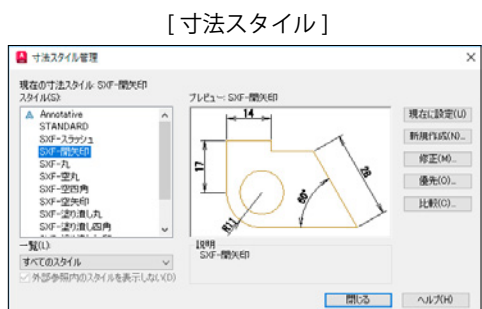 [ 寸法スタイル ]
寸法スタイル管理
現在の寸法スタイル: SXF-開矢印
スタイル(S):
Annotative
STANDARD
SXF-スラッシュ
SXF-開矢印
SXF-丸
SXF-空丸
SXF-空四角
SXF-空矢印
SXF-塗り潰し丸
SXF-塗り潰し四角
一覧(L):
すべてのスタイル
外部参照内のスタイルを表示しない(D)
プレビュー: SXF-開矢印
14
17
28
60°
R11
説明
SXF-開矢印
現在に設定(U)
新規作成(N)...
修正(M)...
優先(O)...
比較(C)...
閉じる
ヘルプ(H)